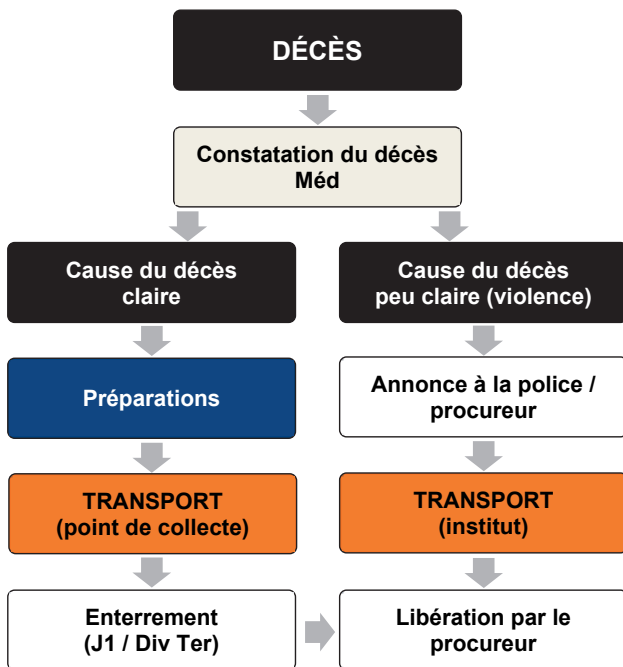 DÉCÈS
Constatation du décès
Méd
Cause du décès
claire
Cause du décès
peu claire (violence)
Préparations
Annonce à la police /
procureur
TRANSPORT
(point de collecte)
TRANSPORT
(institut)
Enterrement
(J1 / Div Ter)
Libération par le
procureur